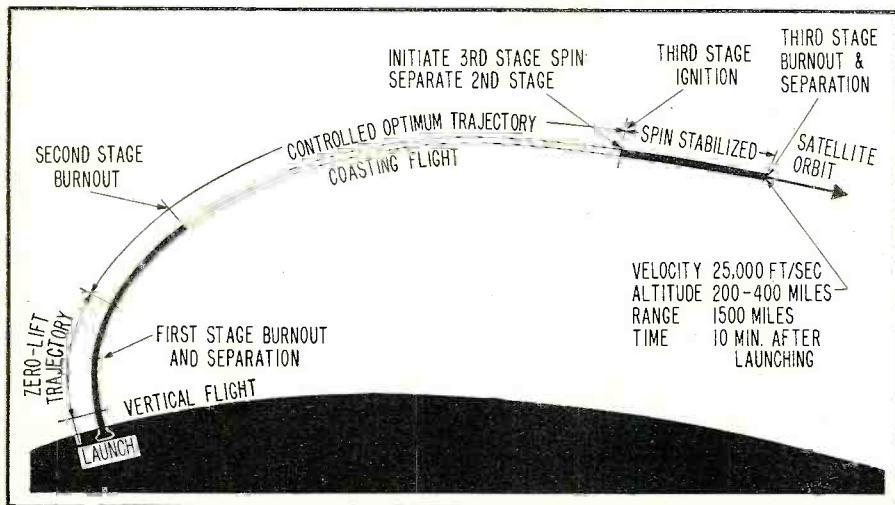 INITIATE 3RD STAGE SPIN
SEPARATE 2ND STAGE
THIRD STAGE
IGNITION
THIRD STAGE
BURNOUT &
SEPARATION
SECOND STAGE
BURNOUT
CONTROLLED OPTIMUM TRAJECTORY
COASTING FLIGHT
SPIN STABILIZED
SATELLITE
ORBIT
VELOCITY 25,000 FT/SEC
ALTITUDE 200-400 MILES
RANGE 1500 MILES
TIME 10 MIN. AFTER
LAUNCHING
ZERO-LIFT
TRAJECTORY
FIRST STAGE BURNOUT
AND SEPARATION
VERTICAL FLIGHT
LAUNCH